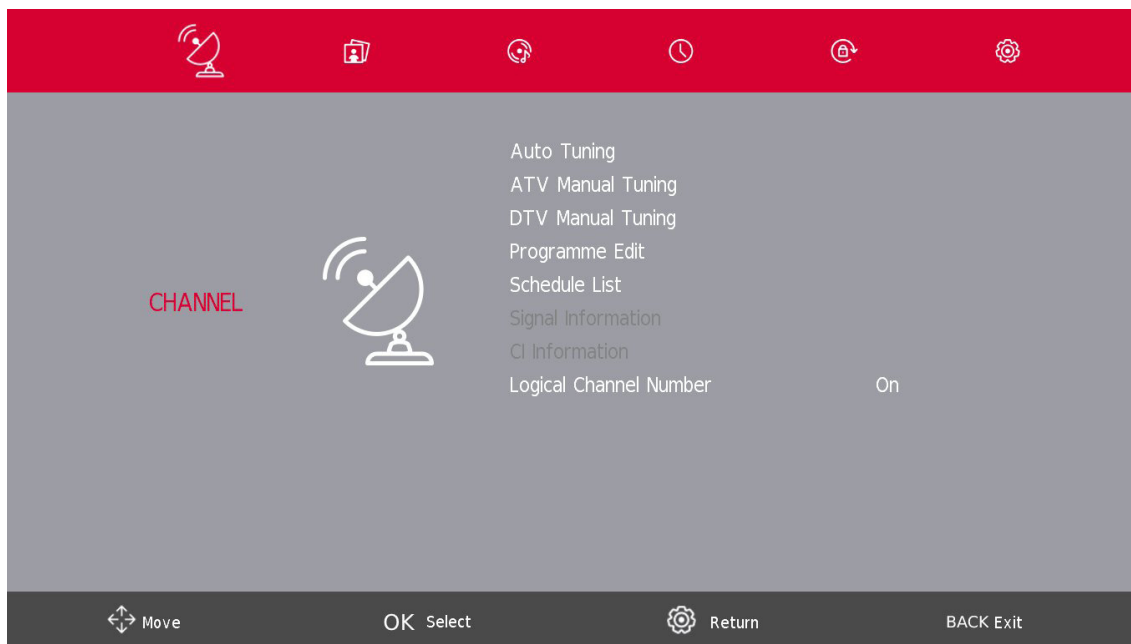 Auto Tuning
ATV Manual Tuning
DTV Manual Tuning
Programme Edit
Schedule List
CHANNEL
Signal Information
CI Information
Logical Channel Number On
Move OK Select Return BACK Exit